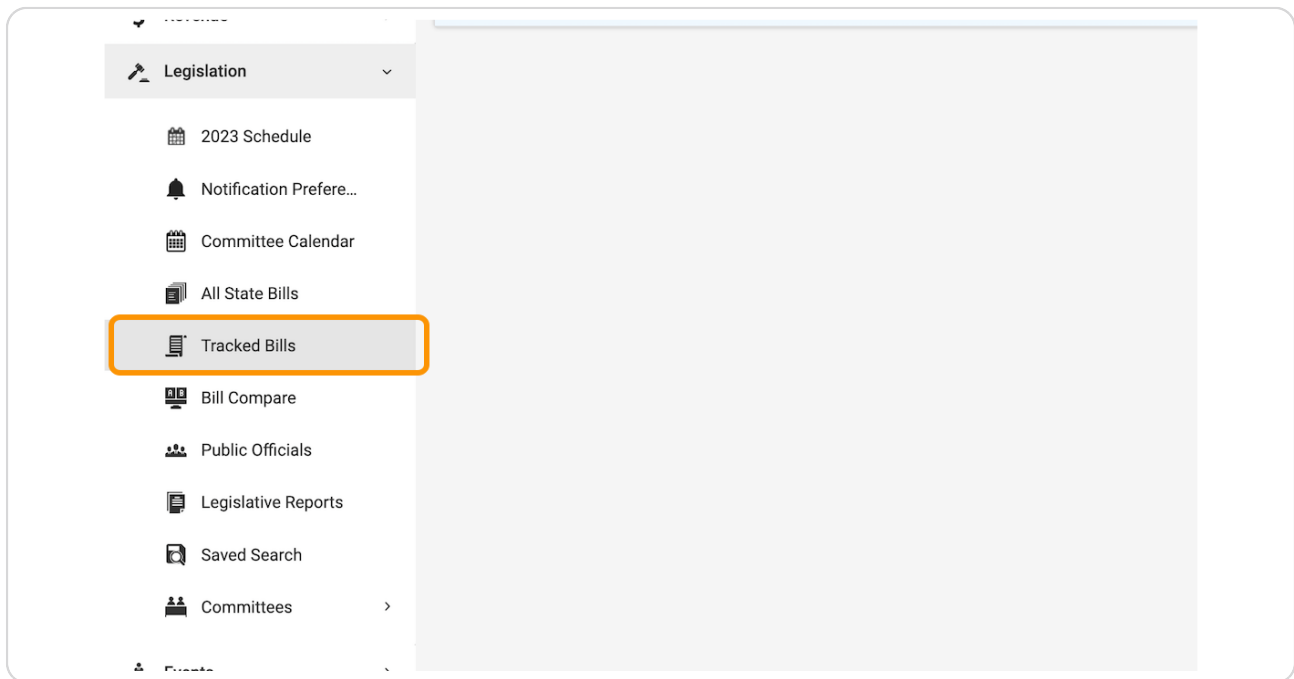 Legislation
2023 Schedule
Notification Prefere...
Committee Calendar
All State Bills
Tracked Bills
Bill Compare
Public Officials
Legislative Reports
Saved Search
Committees
Events